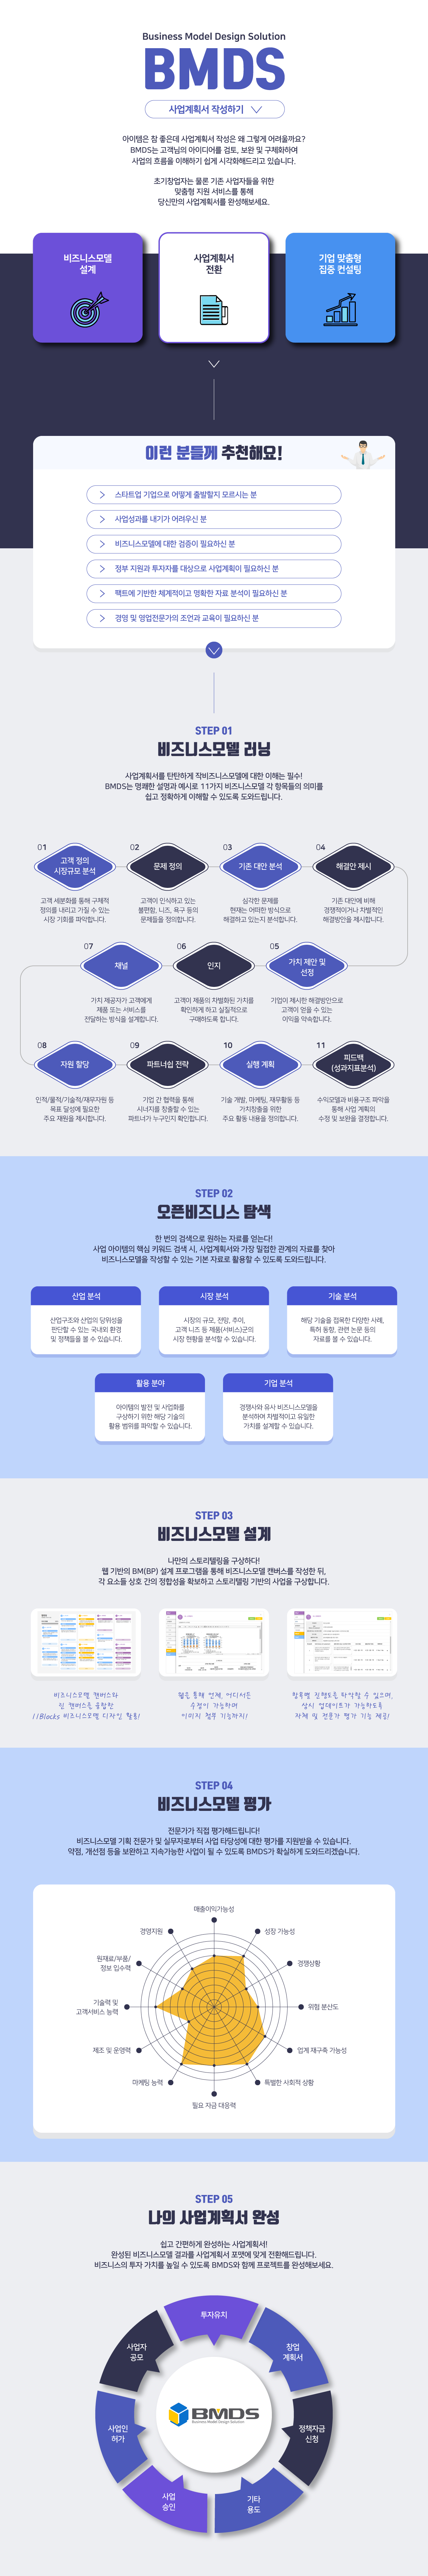 Business Model Design Solution
BMDS
사업계획서 작성하기
아이템은 참 좋은데 사업계획서 작성은 왜 그렇게 어려울까요?
BMDS는 고객님의 아이디어를 검토, 보완 및 구체화하여
사업의 흐름을 이해하기 쉽게 시각화해드리고 있습니다.
초기창업자는 물론 기존 사업자들을 위한
맞춤형 지원 서비스를 통해
당신만의 사업계획서를 완성해보세요.
비즈니스모델
설계
사업계획서
전환
기업 맞춤형
집중 컨설팅
이런 분들께 추천해요!
스타트업 기업으로 어떻게 출발할지 모르시는 분
사업성과를 내기가 어려우신 분
비즈니스모델에 대한 검증이 필요하신 분
정부 지원과 투자자를 대상으로 사업계획이 필요하신 분
팩트에 기반한 체계적이고 명확한 자료 분석이 필요하신 분
경영 및 영업전문가의 조언과 교육이 필요하신 분
STEP 01
비즈니스모델 러닝
사업계획서를 탄탄하게 작비즈니스모델에 대한 이해는 필수!
BMDS는 명쾌한 설명과 예시로 11가지 비즈니스모델 각 항목들의 의미를
쉽고 정확하게 이해할 수 있도록 도와드립니다.
01
고객 정의
시장규모 분석
고객 세분화를 통해 구체적
정의를 내리고 가질 수 있는
시장 기회를 파악합니다.
02
문제 정의
고객이 인식하고 있는
불편함, 니즈, 욕구 등의
문제들을 정의합니다.
03
기존 대안 분석
심각한 문제를
현재는 어떠한 방식으로
해결하고 있는지 분석합니다.
04
해결안 제시
기존 대안에 비해
경쟁적이거나 차별적인
해결방안을 제시합니다.
07
채널
가치 제공자가 고객에게
제품 또는 서비스를
전달하는 방식을 설계합니다.
06
인지
고객이 제품의 차별화된 가치를
확인하게 하고 실질적으로
구매하도록 합니다.
05
가치 제안 및
선정
기업이 제시한 해결방안으로
고객이 얻을 수 있는
이익을 약속합니다.
08
자원 할당
인적/물적/기술적/재무자원 등
목표 달성에 필요한
주요 재원을 제시합니다.
09
파트너쉽 전략
기업 간 협력을 통해
시너지를 창출할 수 있는
파트너가 누구인지 확인합니다.
10
실행 계획
기술 개발, 마케팅, 재무활동 등
가치창출을 위한
주요 활동 내용을 정의합니다.
11
피드백
(성과지표분석)
수익모델과 비용구조 파악을
통해 사업 계획의
수정 및 보완을 결정합니다.
STEP 02
오픈비즈니스 탐색
한 번의 검색으로 원하는 자료를 얻는다!
사업 아이템의 핵심 키워드 검색 시, 사업계획서와 가장 밀접한 관계의 자료를 찾아
비즈니스모델을 작성할 수 있는 기본 자료로 활용할 수 있도록 도와드립니다.
산업 분석
산업구조와 산업의 당위성을
판단할 수 있는 국내외 환경
및 정책들을 볼 수 있습니다.
시장 분석
시장의 규모, 전망, 추이,
고객 니즈 등 제품(서비스)군의
시장 현황을 분석할 수 있습니다.
기술 분석
해당 기술을 접목한 다양한 사례,
특허 동향, 관련 논문 등의
자료를 볼 수 있습니다.
활용 분야
아이템의 발전 및 사업화를
구상하기 위한 해당 기술의
활용 범위를 파악할 수 있습니다.
기업 분석
경쟁사와 유사 비즈니스모델을
분석하여 차별적이고 유일한
가치를 설계할 수 있습니다.
STEP 03
비즈니스모델 설계
나만의 스토리텔링을 구상하다!
웹 기반의 BM(BP) 설계 프로그램을 통해 비즈니스모델 캔버스를 작성한 뒤,
각 요소들 상호 간의 정합성을 확보하고 스토리텔링 기반의 사업을 구상합니다.
비즈니스모델 캔버스와
린 캔버스를 융합한
11Blocks 비즈니스모델 디자인 활용!
웹을 통해 언제, 어디서든
수정이 가능하며
이미지 첨부 기능까지!
항목별 진행도를 파악할 수 있으며,
상시 업데이트가 가능하도록
자체 및 전문가 평가 기능 제공!
STEP 04
비즈니스모델 평가
전문가가 직접 평가해드립니다!
비즈니스모델 기획 전문가 및 실무자로부터 사업 타당성에 대한 평가를 지원받을 수 있습니다.
약점, 개선점 등을 보완하고 지속가능한 사업이 될 수 있도록 BMDS가 확실하게 도와드리겠습니다.
매출이익가능성
경영지원
성장 가능성
원재료/부품/
정보 입수력
경쟁상황
기술력 및
고객서비스 능력
위험 분산도
제조 및 운영력
업계 재구축 가능성
마케팅 능력
특별한 사회적 상황
필요 자금 대응력
STEP 05
나의 사업계획서 완성
쉽고 간편하게 완성하는 사업계획서!
완성된 비즈니스모델 결과를 사업계획서 포맷에 맞게 전환해드립니다.
비즈니스의 투자 가치를 높일 수 있도록 BMDS와 함께 프로젝트를 완성해보세요.
투자유치
사업자
공모
창업
계획서
BMDS
Business Model Design Solution
사업인
허가
정책자금
신청
사업
승인
기타
용도